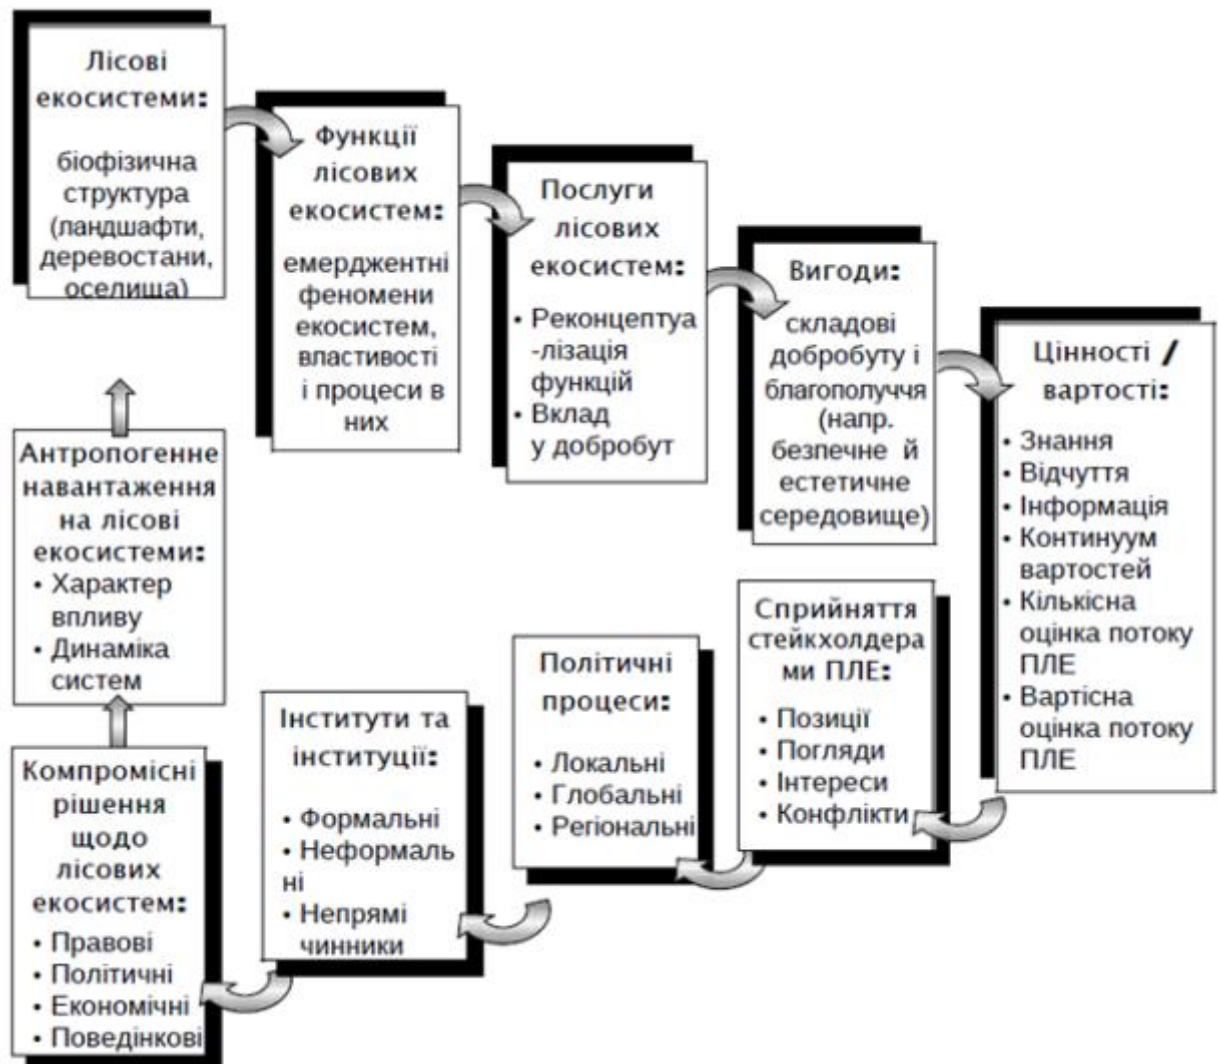 Лісові
екосистеми:
біофізична
структура
(ландшафти,
деревостани,
оселища)
Функції
лісових
екосистем:
емерджентні
феномени
екосистем,
властивості
і процеси в
них
Послуги
лісових
екосистем:
• Реконцептуа
-лізація
функцій
• Вклад
у добробут
Вигоди:
складові
добробуту і
благополуччя
(напр.
безпечне й
естетичне
середовище)
Цінності /
вартості:
• Знання
• Відчуття
• Інформація
• Континуум
вартостей
• Кількісна
оцінка потоку
ПЛЕ
• Вартісна
оцінка потоку
ПЛЕ
Сприйняття
стейкхолдера
ми ПЛЕ:
• Позиції
• Погляди
• Інтереси
• Конфлікти
Політичні
процеси:
• Локальні
• Глобальні
• Регіональні
Інститути та
інституції:
• Формальні
• Неформаль
ні
• Непрямі
чинники
Компромісні
рішення
щодо
лісових
екосистем:
• Правові
• Політичні
• Економічні
• Поведінкові
Антропогенне
навантаження
на лісові
екосистеми:
• Характер
впливу
• Динаміка
систем